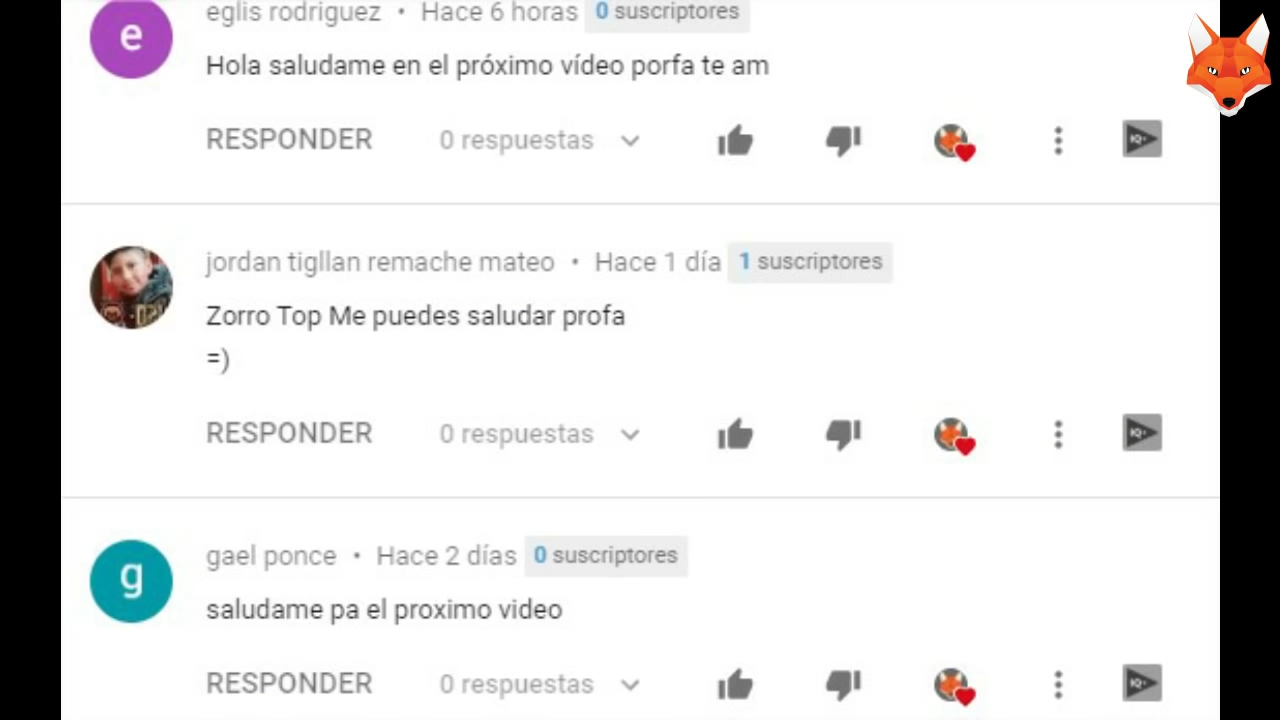 e
eglis rodriguez • Hace 6 horas 0 suscriptores
Hola saludame en el próximo vídeo porfa te am
RESPONDER 0 respuestas
jordan tigllan remache mateo • Hace 1 día 1 suscriptores
Zorro Top Me puedes saludar profa
=)
RESPONDER 0 respuestas
g
gael ponce • Hace 2 días 0 suscriptores
saludame pa el proximo video
RESPONDER 0 respuestas